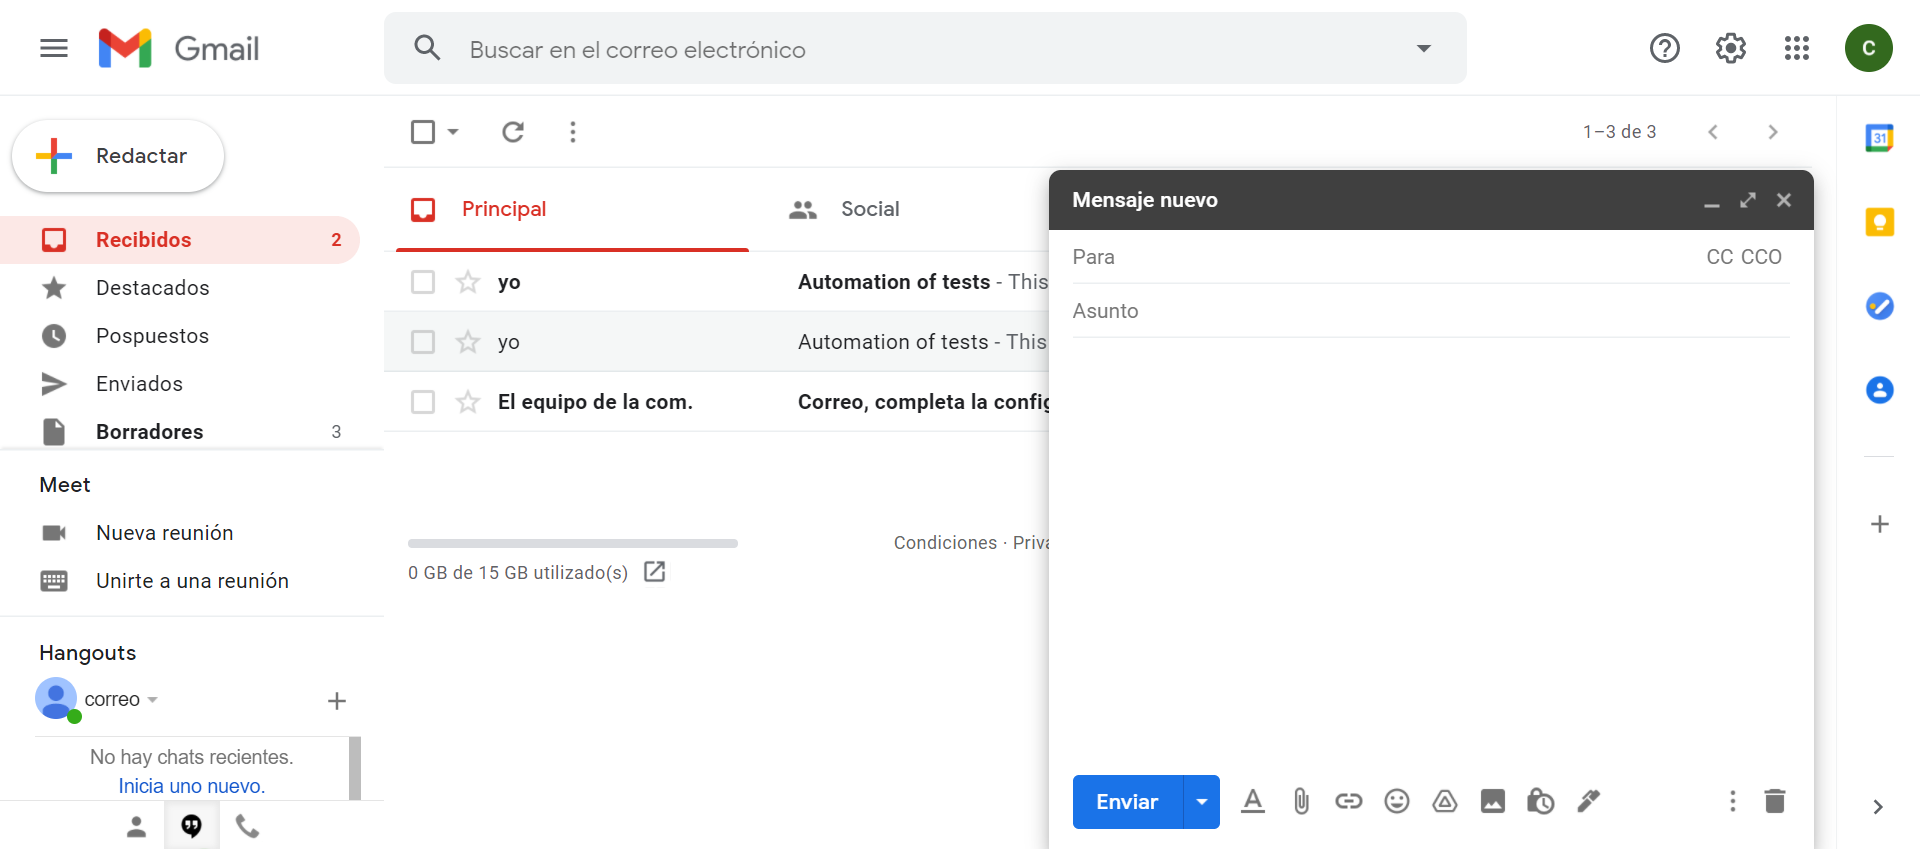 Gmail
Buscar en el correo electrónico
C
Redactar
1–3 de 3
31
Recibidos 2
Destacados
Pospuestos
Enviados
Borradores 3
Principal
Social
yo Automation of tests - This
yo Automation of tests - This
El equipo de la com. Correo, completa la config
0 GB de 15 GB utilizado(s)
Condiciones · Priva
Meet
Nueva reunión
Unirte a una reunión
Hangouts
correo
No hay chats recientes.
Inicia uno nuevo.
Mensaje nuevo
Para CC CCO
Asunto
Enviar